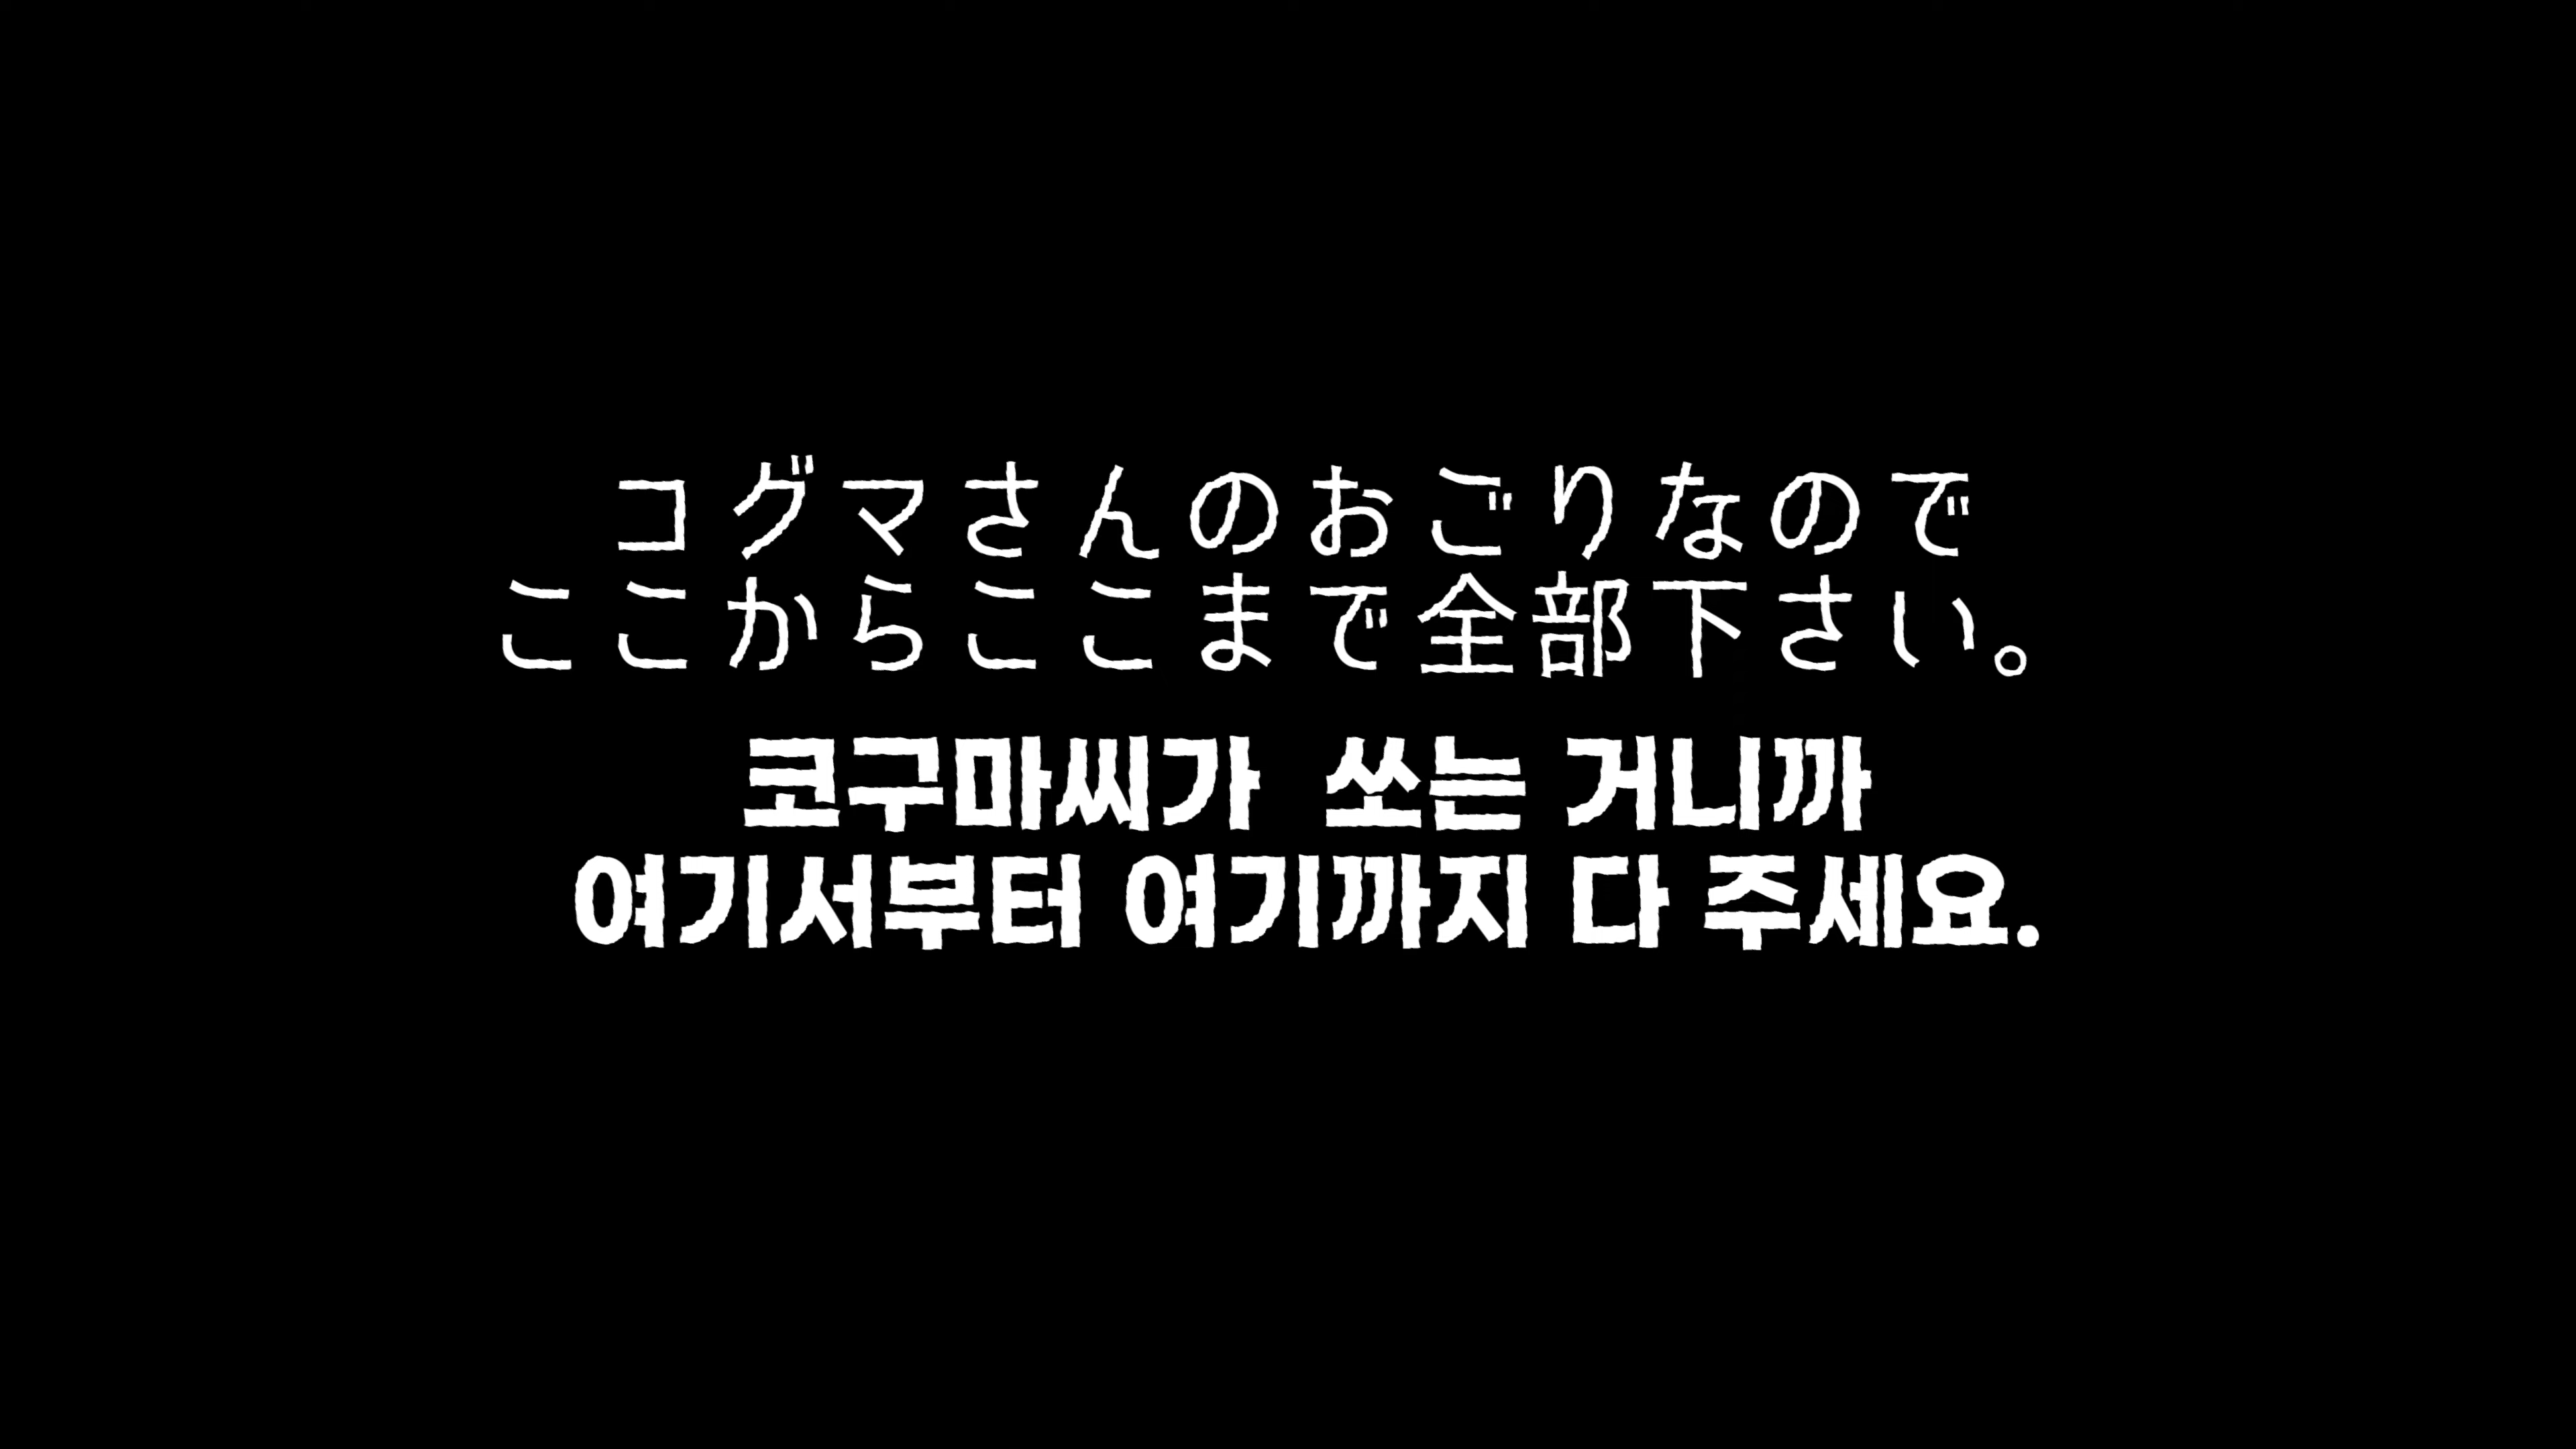 コグマさんのおごりなので
ここからここまで全部下さい。
코구마씨가 쏘는 거니까
여기서부터 여기까지 다 주세요.